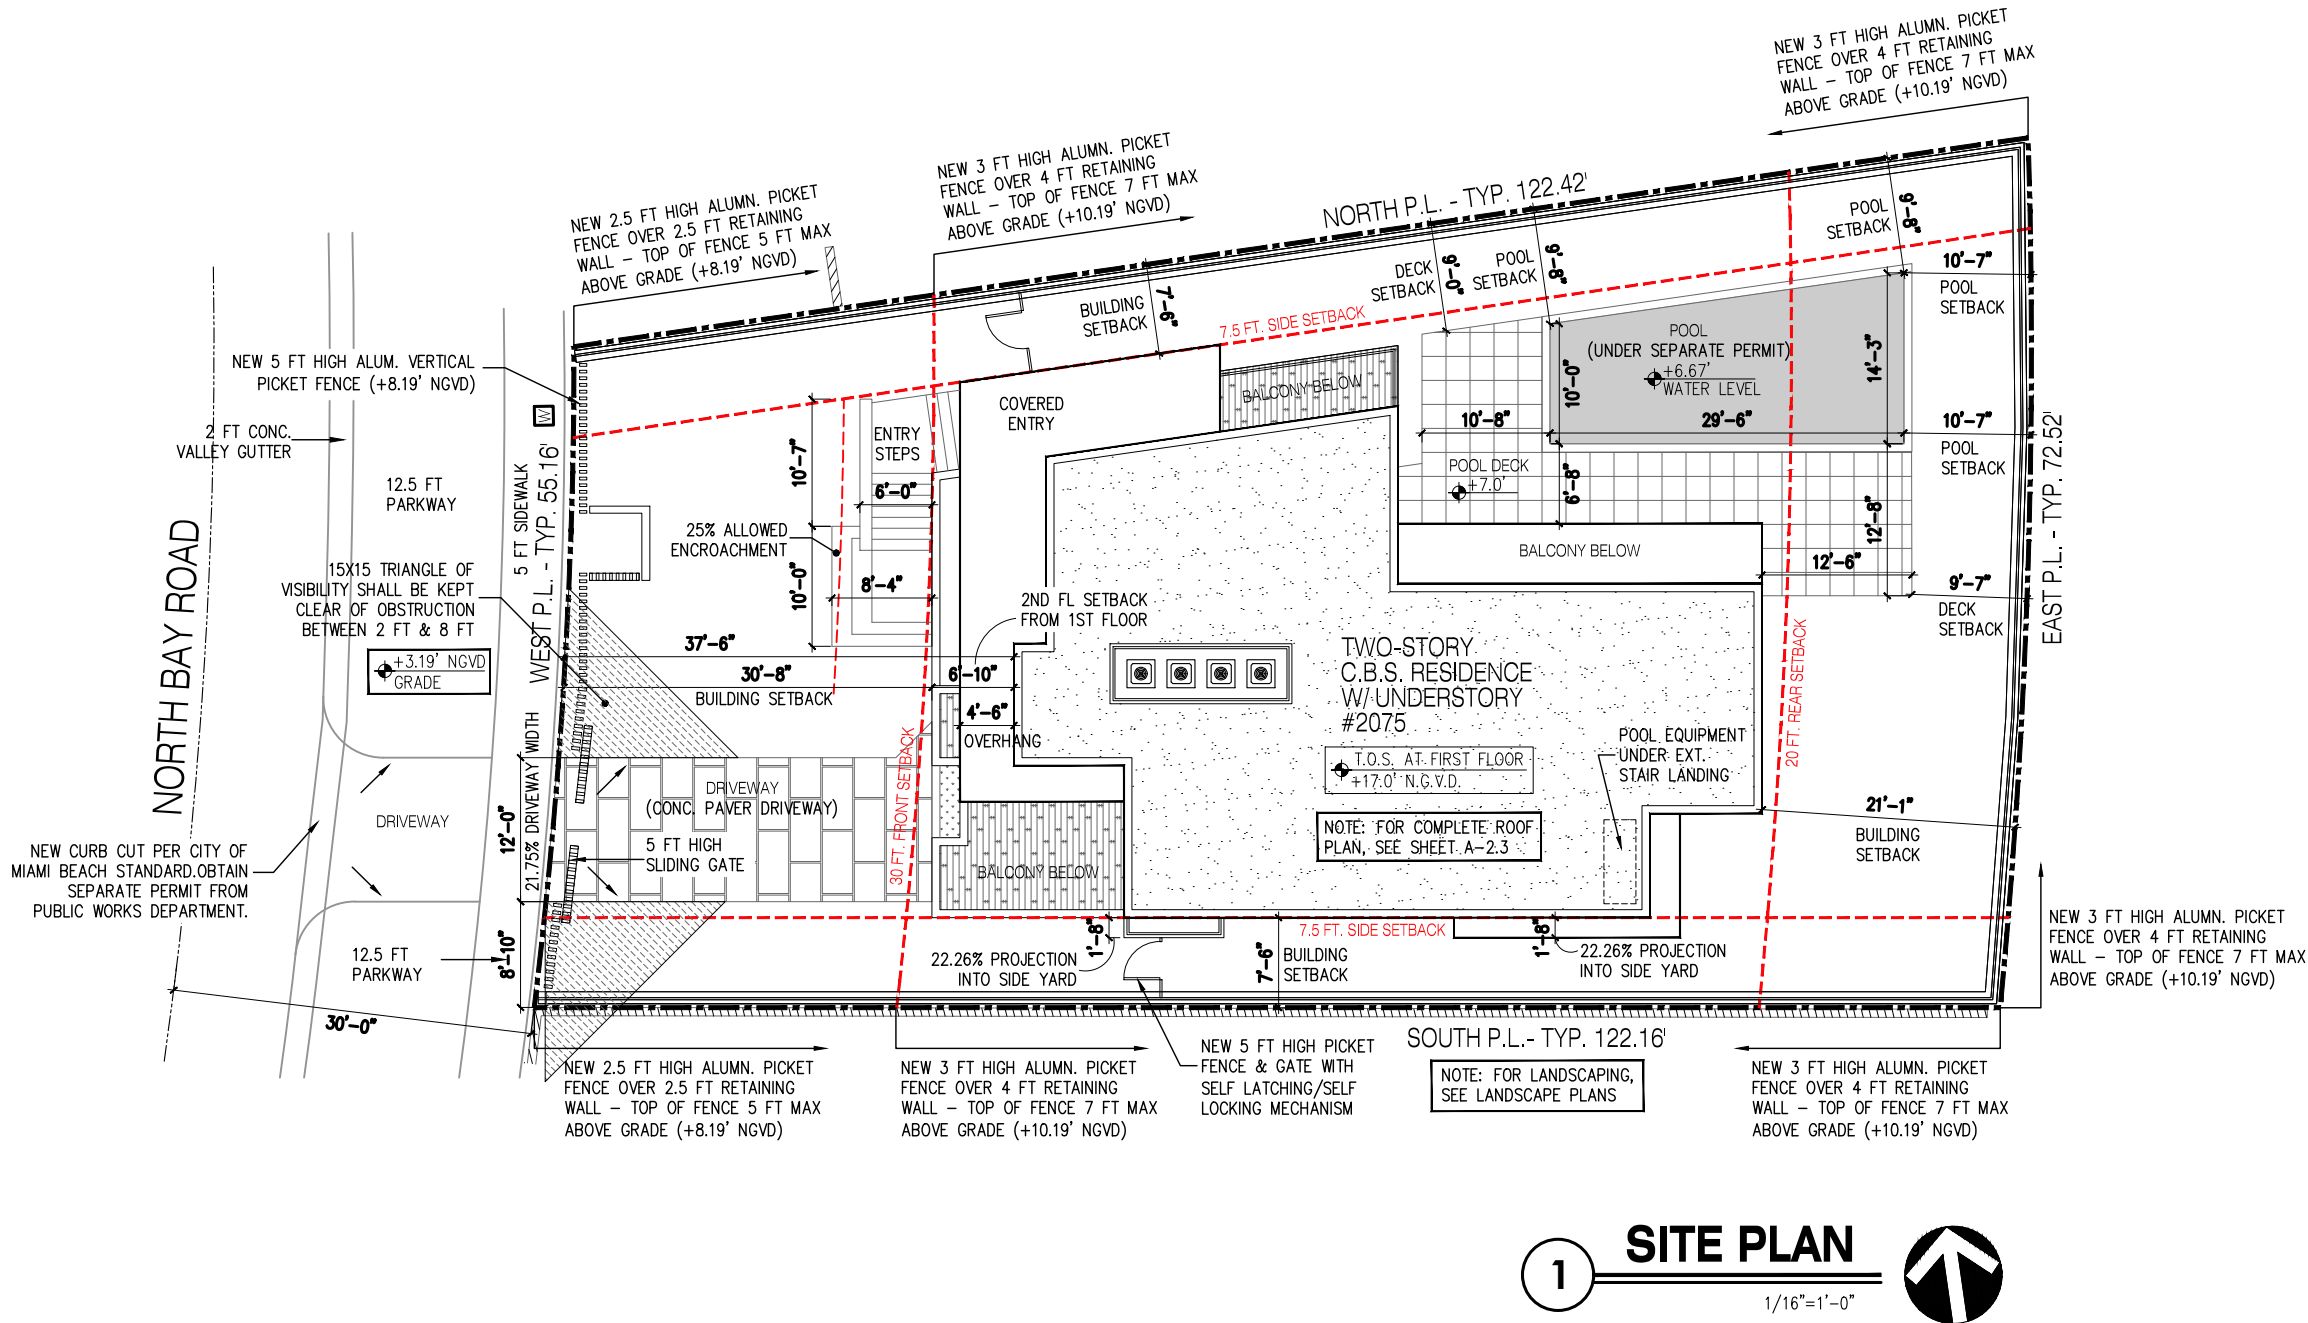 NEW 3 FT HIGH ALUMN. PICKET
FENCE OVER 4 FT RETAINING
WALL – TOP OF FENCE 7 FT MAX
ABOVE GRADE (+10.19' NGVD)
NEW 3 FT HIGH ALUMN. PICKET
FENCE OVER 4 FT RETAINING
WALL – TOP OF FENCE 7 FT MAX
ABOVE GRADE (+10.19' NGVD)
NEW 2.5 FT HIGH ALUMN. PICKET
FENCE OVER 2.5 FT RETAINING
WALL – TOP OF FENCE 5 FT MAX
ABOVE GRADE (+8.19' NGVD)
NORTH P.L. - TYP. 122.42'
POOL
SETBACK
9'-8"
DECK
SETBACK
9'-0"
POOL
SETBACK
9'-8"
10'-7"
POOL
SETBACK
BUILDING
SETBACK
7'-6"
7.5 FT. SIDE SETBACK
NEW 5 FT HIGH ALUM. VERTICAL
PICKET FENCE (+8.19' NGVD)
POOL
(UNDER SEPARATE PERMIT)
+6.67'
WATER LEVEL
10'-0"
14'-3"
29'-6"
10'-8"
10'-7"
POOL
SETBACK
BALCONY BELOW
COVERED
ENTRY
ENTRY
STEPS
W
2 FT CONC.
VALLEY GUTTER
12.5 FT
PARKWAY
5 FT SIDEWALK
WEST P.L. - TYP. 55.16'
10'-7"
6'-0"
25% ALLOWED
ENCROACHMENT
10'-0"
8'-4"
POOL DECK
+7.0'
6'-8"
12'-8"
12'-6"
BALCONY BELOW
9'-7"
DECK
SETBACK
EAST P.L. - TYP. 72.52'
15X15 TRIANGLE OF
VISIBILITY SHALL BE KEPT
CLEAR OF OBSTRUCTION
BETWEEN 2 FT & 8 FT
+3.19' NGVD
GRADE
2ND FL SETBACK
FROM 1ST FLOOR
37'-6"
30'-8"
BUILDING SETBACK
6'-10"
4'-6"
OVERHANG
TWO-STORY
C.B.S. RESIDENCE
W/ UNDERSTORY
#2075
T.O.S. AT FIRST FLOOR
+17.0' N.G.V.D.
NOTE: FOR COMPLETE ROOF
PLAN, SEE SHEET A-2.3
POOL EQUIPMENT
UNDER EXT.
STAIR LANDING
20 FT. REAR SETBACK
21'-1"
BUILDING
SETBACK
NORTH BAY ROAD
DRIVEWAY
12'-0"
21.75% DRIVEWAY WIDTH
DRIVEWAY
(CONC. PAVER DRIVEWAY)
5 FT HIGH
SLIDING GATE
30 FT. FRONT SETBACK
BALCONY BELOW
NEW CURB CUT PER CITY OF
MIAMI BEACH STANDARD.OBTAIN
SEPARATE PERMIT FROM
PUBLIC WORKS DEPARTMENT.
12.5 FT
PARKWAY
8'-10"
30'-0"
22.26% PROJECTION
INTO SIDE YARD
1'-8"
7'-6"
BUILDING
SETBACK
7.5 FT. SIDE SETBACK
1'-8"
22.26% PROJECTION
INTO SIDE YARD
NEW 3 FT HIGH ALUMN. PICKET
FENCE OVER 4 FT RETAINING
WALL – TOP OF FENCE 7 FT MAX
ABOVE GRADE (+10.19' NGVD)
SOUTH P.L.- TYP. 122.16'
NEW 2.5 FT HIGH ALUMN. PICKET
FENCE OVER 2.5 FT RETAINING
WALL – TOP OF FENCE 5 FT MAX
ABOVE GRADE (+8.19' NGVD)
NEW 3 FT HIGH ALUMN. PICKET
FENCE OVER 4 FT RETAINING
WALL – TOP OF FENCE 7 FT MAX
ABOVE GRADE (+10.19' NGVD)
NEW 5 FT HIGH PICKET
FENCE & GATE WITH
SELF LATCHING/SELF
LOCKING MECHANISM
NOTE: FOR LANDSCAPING,
SEE LANDSCAPE PLANS
NEW 3 FT HIGH ALUMN. PICKET
FENCE OVER 4 FT RETAINING
WALL – TOP OF FENCE 7 FT MAX
ABOVE GRADE (+10.19' NGVD)
1
SITE PLAN
1/16"=1'-0"